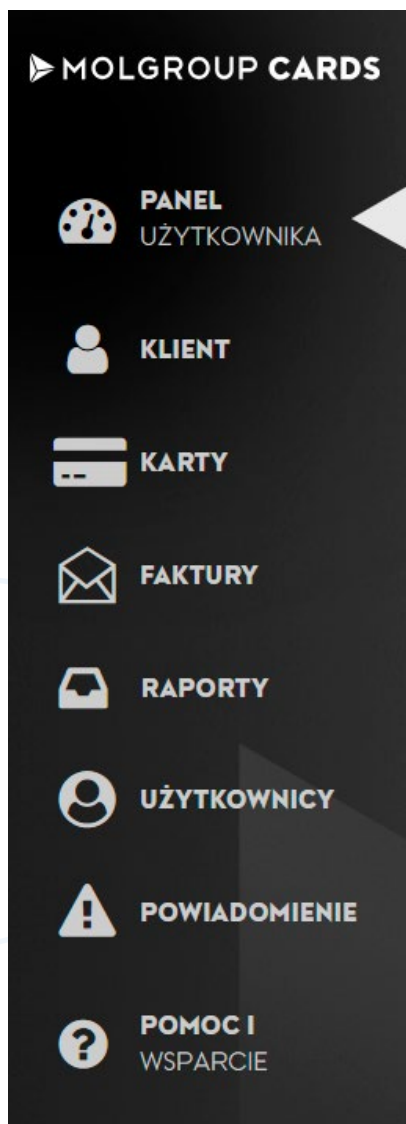 MOLGROUP CARDS
PANEL
UŻYTKOWNIKA
KLIENT
KARTY
FAKTURY
RAPORTY
UŻYTKOWNICY
POWIADOMIENIE
POMOC I
WSPARCIE